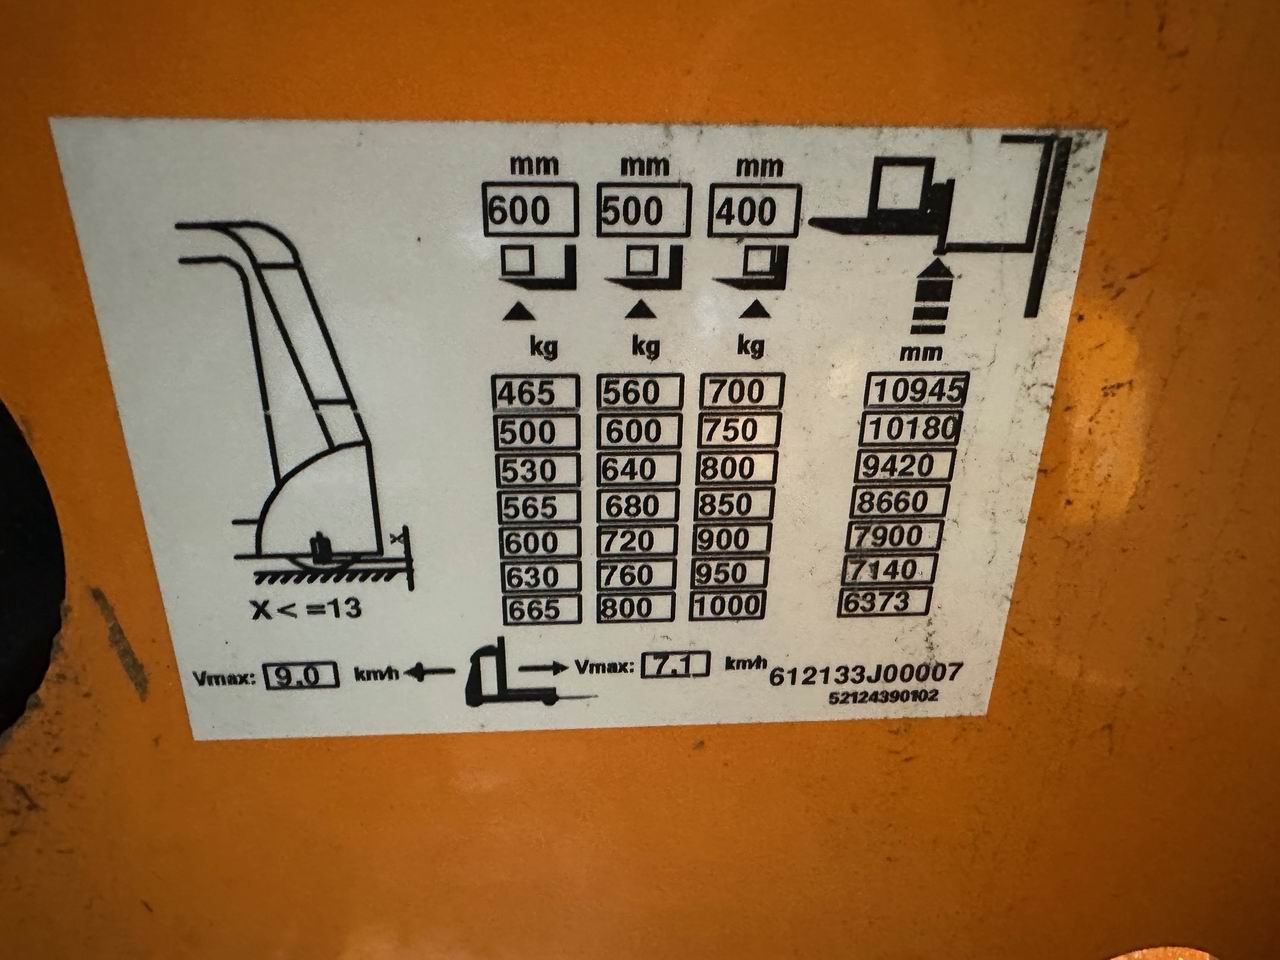 mm mm mm
600 500 400
kg kg kg mm
465 560 700 10945
500 600 750 10180
530 640 800 9420
565 680 850 8660
600 720 900 7900
630 760 950 7140
665 800 1000 6373
x
X<=13
Vmax: 9.0 km/h Vmax: 7.1 km/h 612133J00007
52124390102